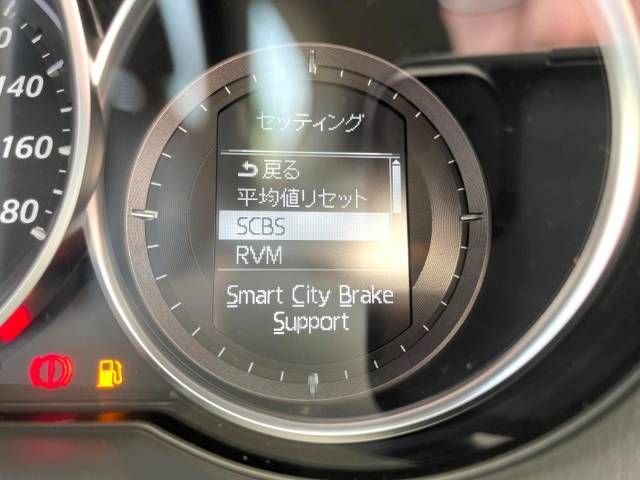 140
160
80
セッティング
戻る
平均値リセット
SCBS
RVM
Smart City Brake
Support